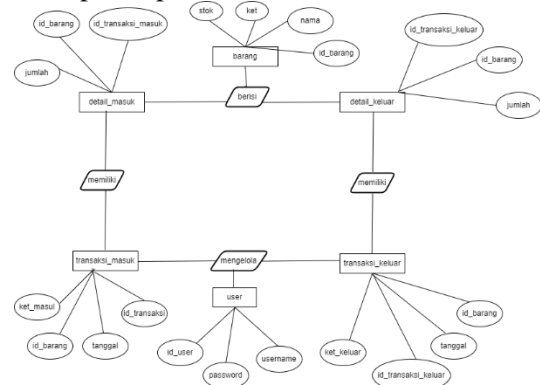 stok
ket
id_barang
id_transaksi_masuk
nama
id_transaksi_keluar
barang
id_barang
id_barang
jumlah
detail_masuk
berisi
detail_keluar
jumlah
memiliki
memiliki
transaksi_masuk
mengelola
transaksi_keluar
user
ket_masul
id_transaksi
id_barang
id_barang
tanggal
id_user
username
ket_keluar
tanggal
password
id_transaksi_keluar